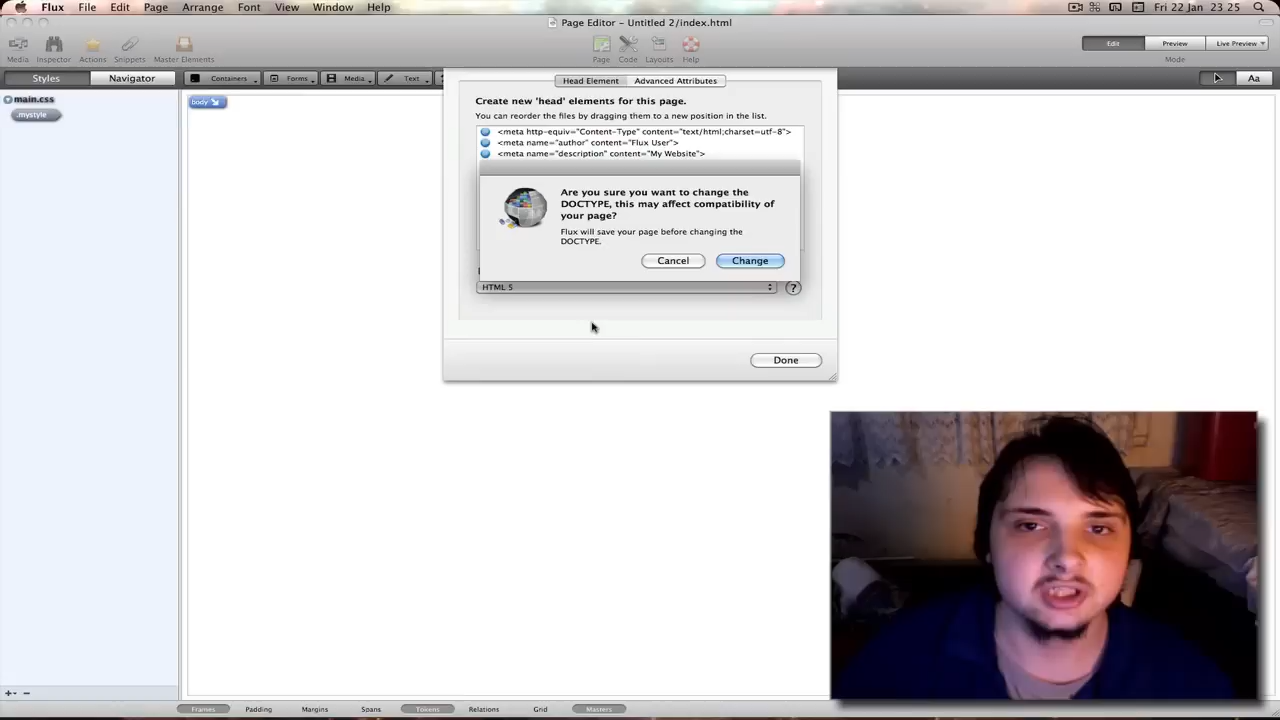 Flux File Edit Page Arrange Font View Window Help Fri 22 Jan 23 25
Page Editor - Untitled 2/index.html
Media Inspector Actions Snippets Master Elements Page Code Layouts Help Edit Preview Live Preview Mode
Styles Navigator Containers Forms Media Text Aa
main.css
.mystyle
body
Head Element Advanced Attributes
Create new 'head' elements for this page.
You can reorder the files by dragging them to a new position in the list.
<meta http-equiv="Content-Type" content="text/html;charset=utf-8">
<meta name="author" content="Flux User">
<meta name="description" content="My Website">
Are you sure you want to change the
DOCTYPE, this may affect compatibility of
your page?
Flux will save your page before changing the
DOCTYPE.
Cancel Change
HTML 5 ?
Done
Frames Padding Margins Spans Tokens Relations Grid Masters